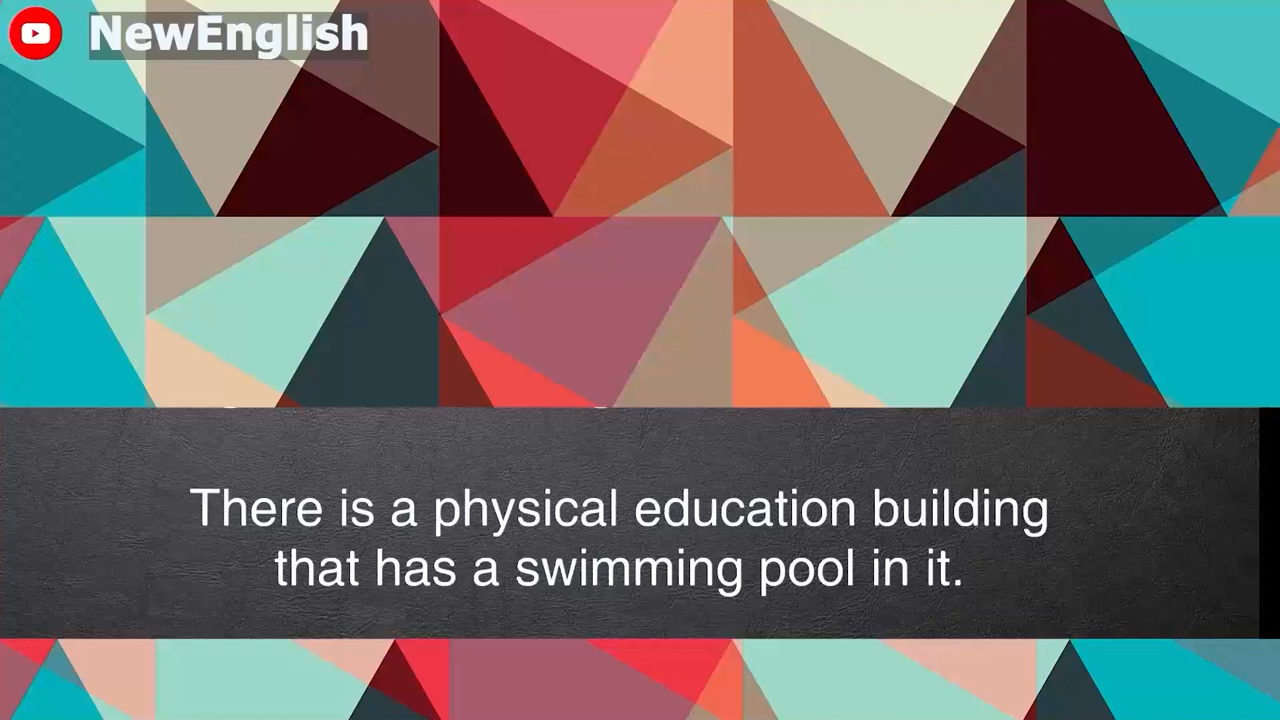 NewEnglish
There is a physical education building
that has a swimming pool in it.